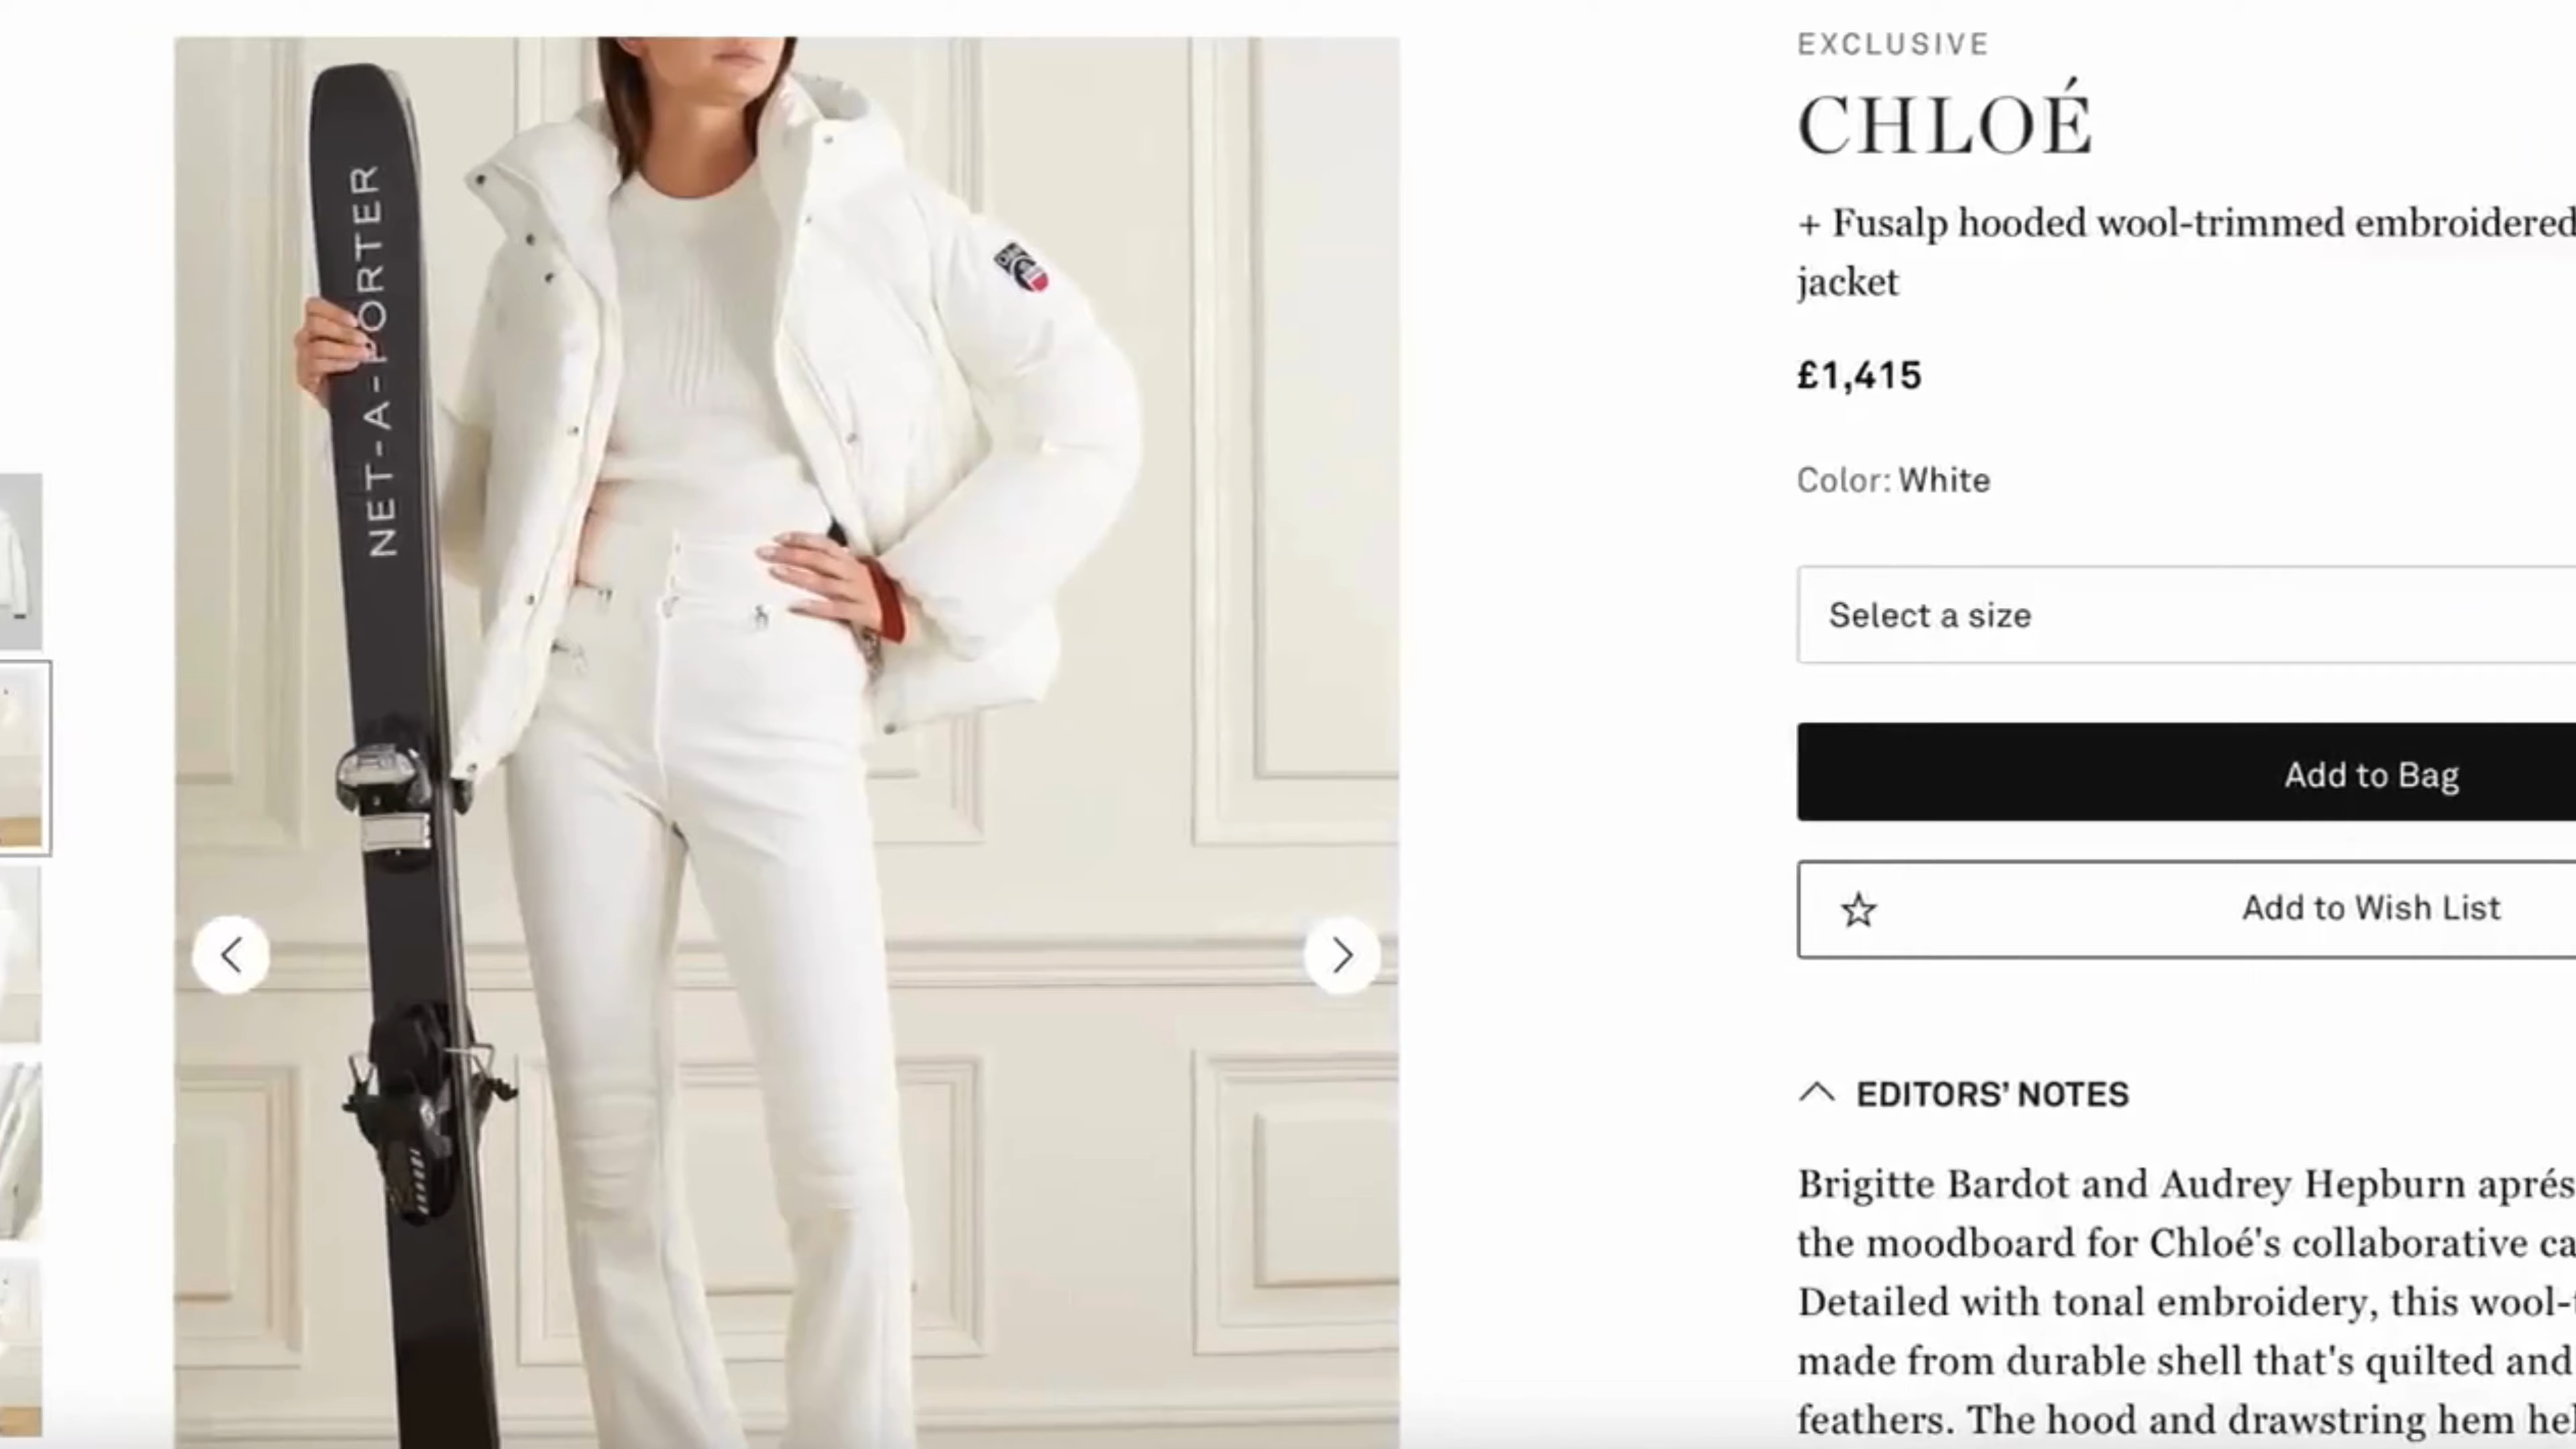 NET-A-PORTER
EXCLUSIVE
CHLOÉ
+ Fusalp hooded wool-trimmed embroidered
jacket
£1,415
Color: White
Select a size
Add to Bag
Add to Wish List
EDITORS’ NOTES
Brigitte Bardot and Audrey Hepburn aprés
the moodboard for Chloé's collaborative ca
Detailed with tonal embroidery, this wool-
made from durable shell that's quilted and
feathers. The hood and drawstring hem hel